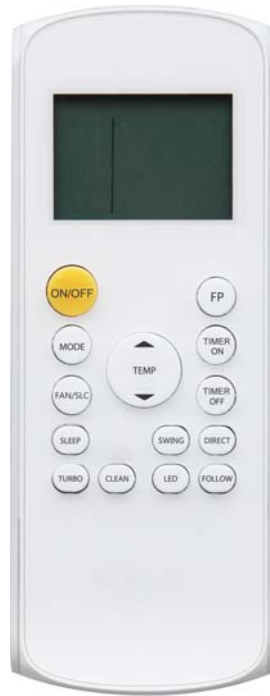 ON/OFF
FP
MODE
TEMP
TIMER
ON
FAN/SLC
TIMER
OFF
SLEEP
SWING
DIRECT
TURBO
CLEAN
LED
FOLLOW